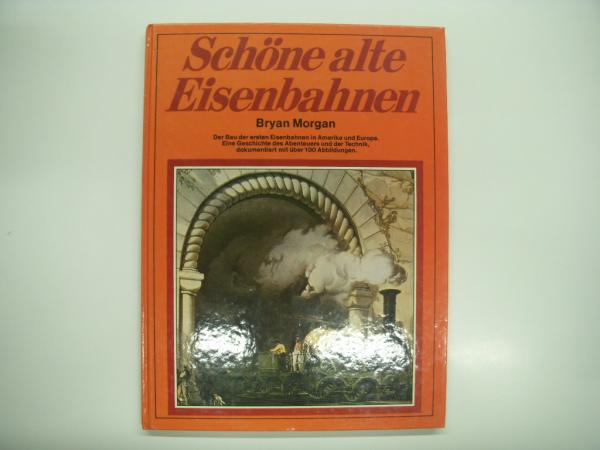 Schöne alte
Eisenbahnen
Bryan Morgan
Der Bau der ersten Eisenbahnen in Amerika und Europa.
Eine Geschichte des Abenteuers und der Technik,
dokumentiert mit über 100 Abbildungen.